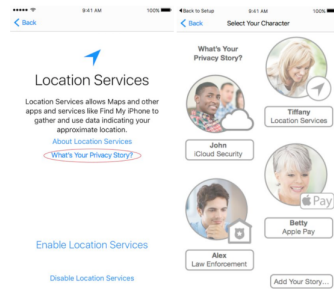 9:41 AM
100%
Back
Location Services
Location Services allows Maps and other
apps and services like Find My iPhone to
gather and use data indicating your
approximate location.
About Location Services
What's Your Privacy Story?
Enable Location Services
Disable Location Services
Back to Setup
9:41 AM
100%
Back
Select Your Character
What's Your
Privacy Story?
Tiffany
Location Services
John
iCloud Security
Pay
Betty
Apple Pay
Alex
Law Enforcement
Add Your Story...